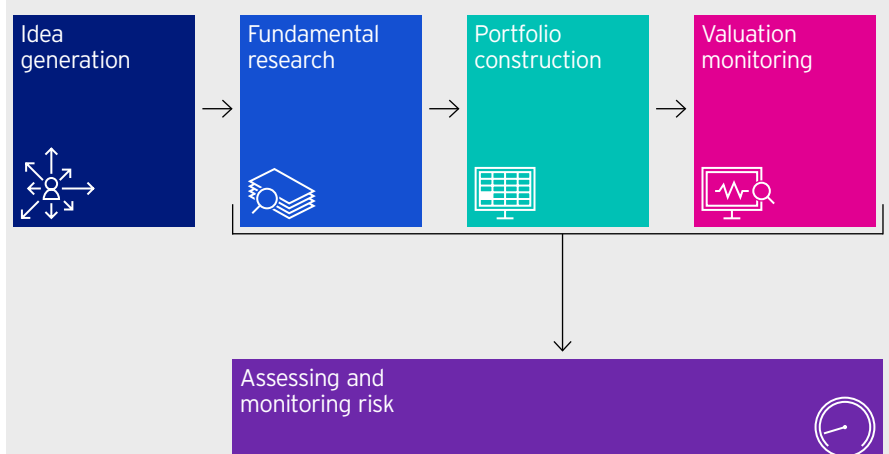 Idea
generation
Fundamental
research
Portfolio
construction
Valuation
monitoring
Assessing and
monitoring risk